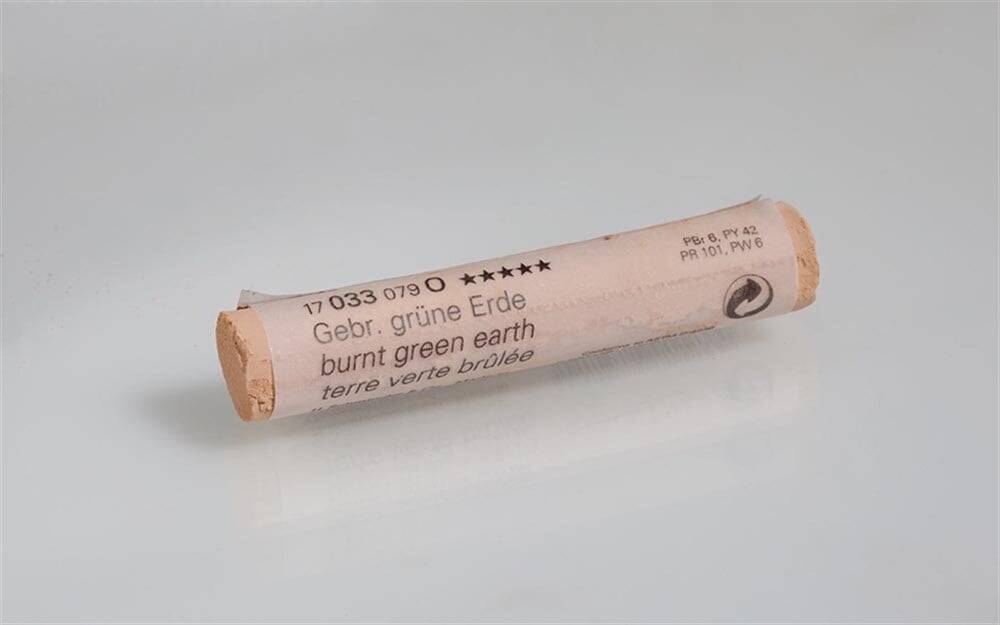 17 033 079 O ★★★★★
Gebr. grüne Erde
burnt green earth
terre verte brûlée
PBr 6, PY 42
PR 101, PW 6